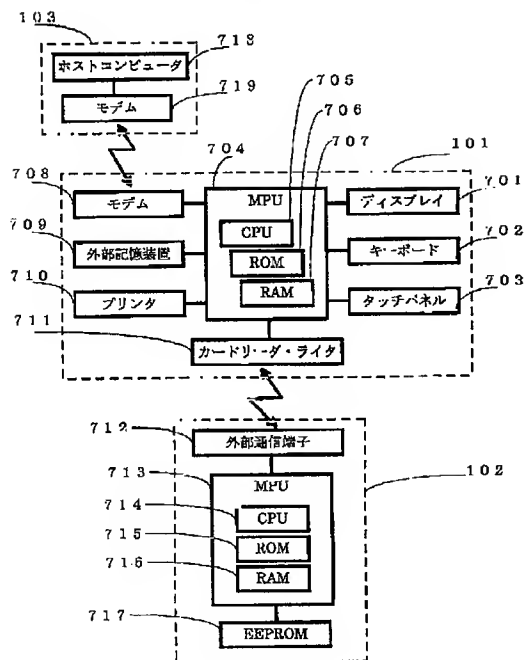 103
718
ホストコンピュータ
モデム
719
705
706
707
704
101
708
モデム
MPU
ディスプレイ
701
709
CPU
外部記憶装置
ROM
キーボード
702
710
RAM
プリンタ
タッチパネル
703
711
カードリーダ・ライタ
712
外部通信端子
713
MPU
102
714
CPU
715
ROM
716
RAM
717
EEPROM